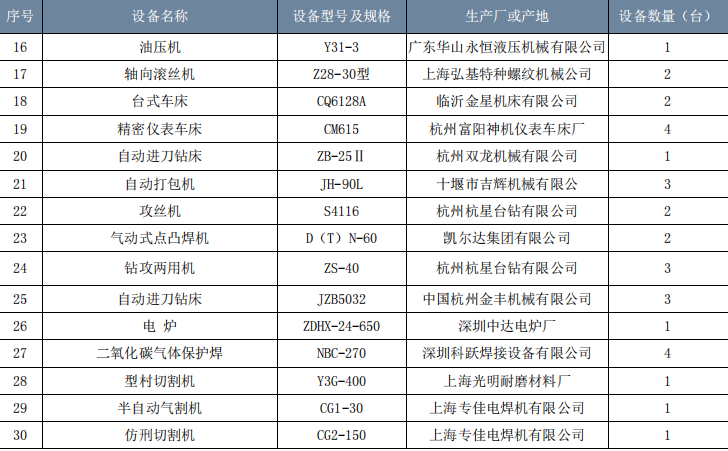 序号 设备名称 设备型号及规格 生产厂或产地 设备数量（台）
16 油压机 Y31-3 广东华山永恒液压机械有限公司 1
17 轴向滚丝机 Z28-30型 上海弘基特种螺纹机械公司 2
18 台式车床 CQ6128A 临沂金星机床有限公司 2
19 精密仪表车床 CM615 杭州富阳神机仪表车床厂 4
20 自动进刀钻床 ZB-25Ⅱ 杭州双龙机械有限公司 1
21 自动打包机 JH-90L 十堰市吉辉机械有限公 3
22 攻丝机 S4116 杭州杭星台钻有限公司 2
23 气动式点凸焊机 D（T）N-60 凯尔达集团有限公司 2
24 钻攻两用机 ZS-40 杭州杭星台钻有限公司 3
25 自动进刀钻床 JZB5032 中国杭州金丰机械有限公司 3
26 电 炉 ZDHX-24-650 深圳中达电炉厂 1
27 二氧化碳气体保护焊 NBC-270 深圳科跃焊接设备有限公司 4
28 型村切割机 Y3G-400 上海光明耐磨材料厂 1
29 半自动气割机 CG1-30 上海专佳电焊机有限公司 1
30 仿刑切割机 CG2-150 上海专佳电焊机有限公司 1